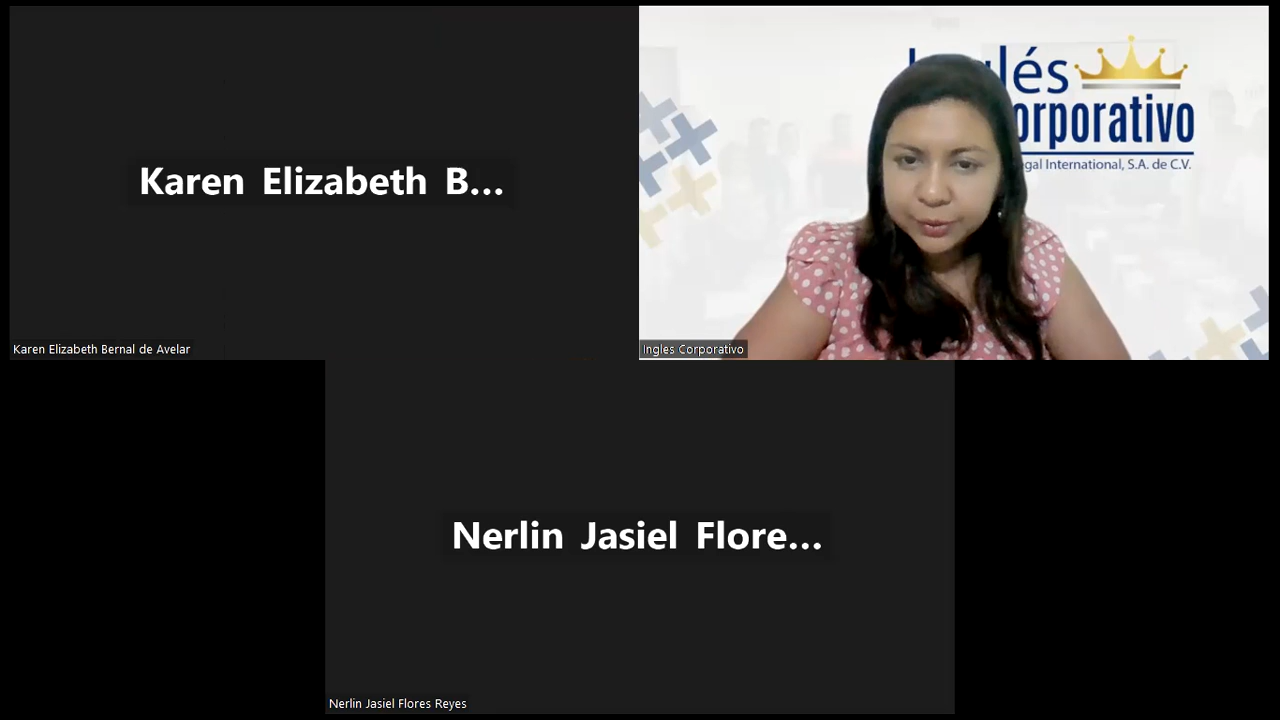 Karen Elizabeth B...
Karen Elizabeth Bernal de Avelar
lés
orporativo
gal International, S.A. de C.V.
Ingles Corporativo
Nerlin Jasiel Flore...
Nerlin Jasiel Flores Reyes